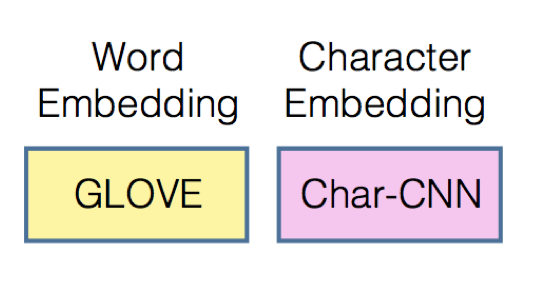 Word
Embedding
Character
Embedding
GLOVE
Char-CNN